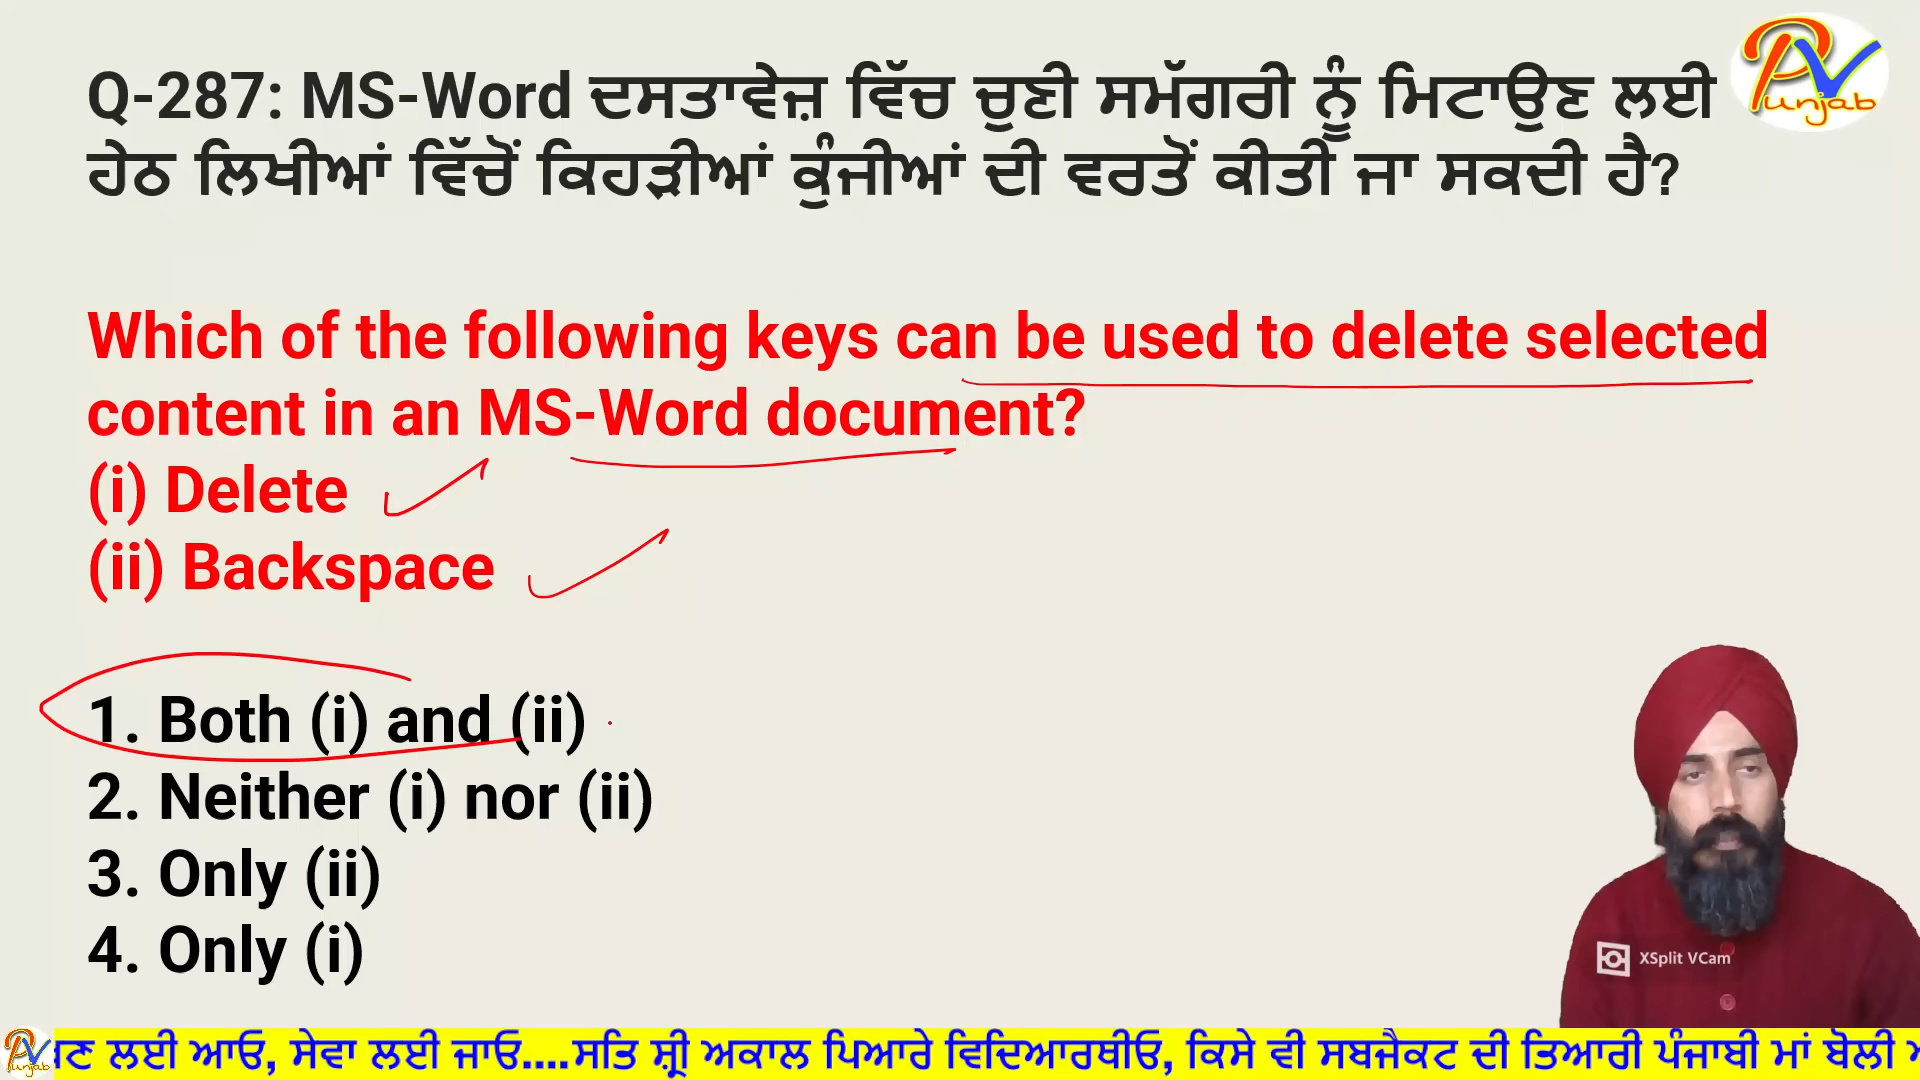 Q-287: MS-Word ਦਸਤਾਵੇਜ਼ ਵਿੱਚ ਚੁਣੀ ਸਮੱਗਰੀ ਨੂੰ ਮਿਟਾਉਣ ਲਈ
ਹੇਠ ਲਿਖੀਆਂ ਵਿੱਚੋਂ ਕਿਹੜੀਆਂ ਕੁੰਜੀਆਂ ਦੀ ਵਰਤੋਂ ਕੀਤੀ ਜਾ ਸਕਦੀ ਹੈ?
Punjab
Which of the following keys can be used to delete selected
content in an MS-Word document?
(i) Delete
(ii) Backspace
1. Both (i) and (ii)
2. Neither (i) nor (ii)
3. Only (ii)
4. Only (i)
XSplit VCam
Punjab
ਲਈ ਆਓ, ਸੇਵਾ ਲਈ ਜਾਓ....ਸਤਿ ਸ਼੍ਰੀ ਅਕਾਲ ਪਿਆਰੇ ਵਿਦਿਆਰਥੀਓ, ਕਿਸੇ ਵੀ ਸਬਜੈਕਟ ਦੀ ਤਿਆਰੀ ਪੰਜਾਬੀ ਮਾਂ ਬੋਲੀ